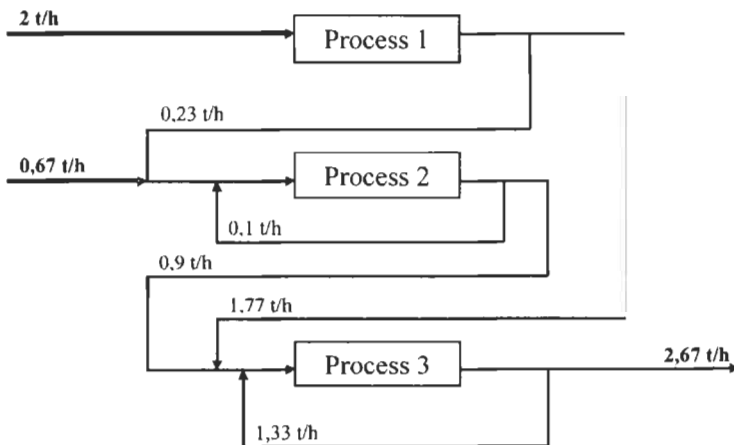 2 t/h
Process 1
0,23 t/h
0,67 t/h
Process 2
0,1 t/h
0,9 t/h
1,77 t/h
Process 3
2,67 t/h
1,33 t/h